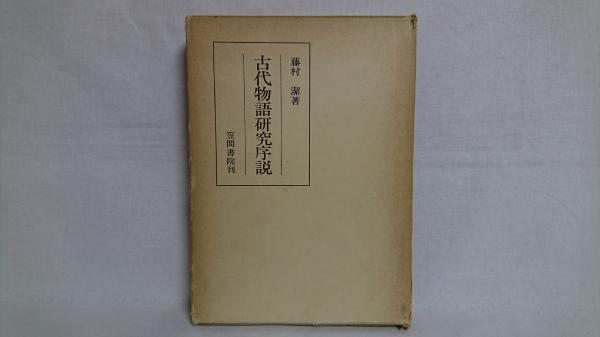 藤村 潔著
古代物語研究序説
笠間書院刊